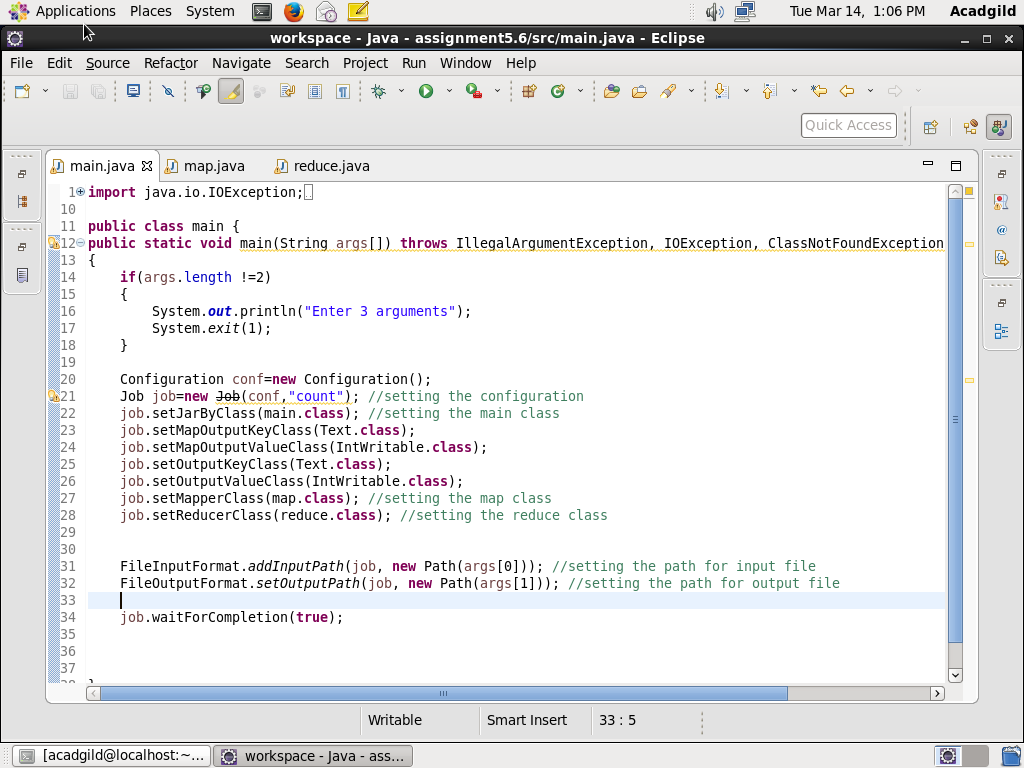 Applications Places System Tue Mar 14, 1:06 PM Acadgild
workspace - Java - assignment5.6/src/main.java - Eclipse
File Edit Source Refactor Navigate Search Project Run Window Help
Quick Access
main.java map.java reduce.java
1 import java.io.IOException;
10
11 public class main {
12 public static void main(String args[]) throws IllegalArgumentException, IOException, ClassNotFoundException
13 {
14 if(args.length !=2)
15 {
16 System.out.println("Enter 3 arguments");
17 System.exit(1);
18 }
19
20 Configuration conf=new Configuration();
21 Job job=new Job(conf,"count"); //setting the configuration
22 job.setJarByClass(main.class); //setting the main class
23 job.setMapOutputKeyClass(Text.class);
24 job.setMapOutputValueClass(IntWritable.class);
25 job.setOutputKeyClass(Text.class);
26 job.setOutputValueClass(IntWritable.class);
27 job.setMapperClass(map.class); //setting the map class
28 job.setReducerClass(reduce.class); //setting the reduce class
29
30
31 FileInputFormat.addInputPath(job, new Path(args[0])); //setting the path for input file
32 FileOutputFormat.setOutputPath(job, new Path(args[1])); //setting the path for output file
33
34 job.waitForCompletion(true);
35
36
37
Writable Smart Insert 33 : 5
[acadgild@localhost:~... workspace - Java - ass...